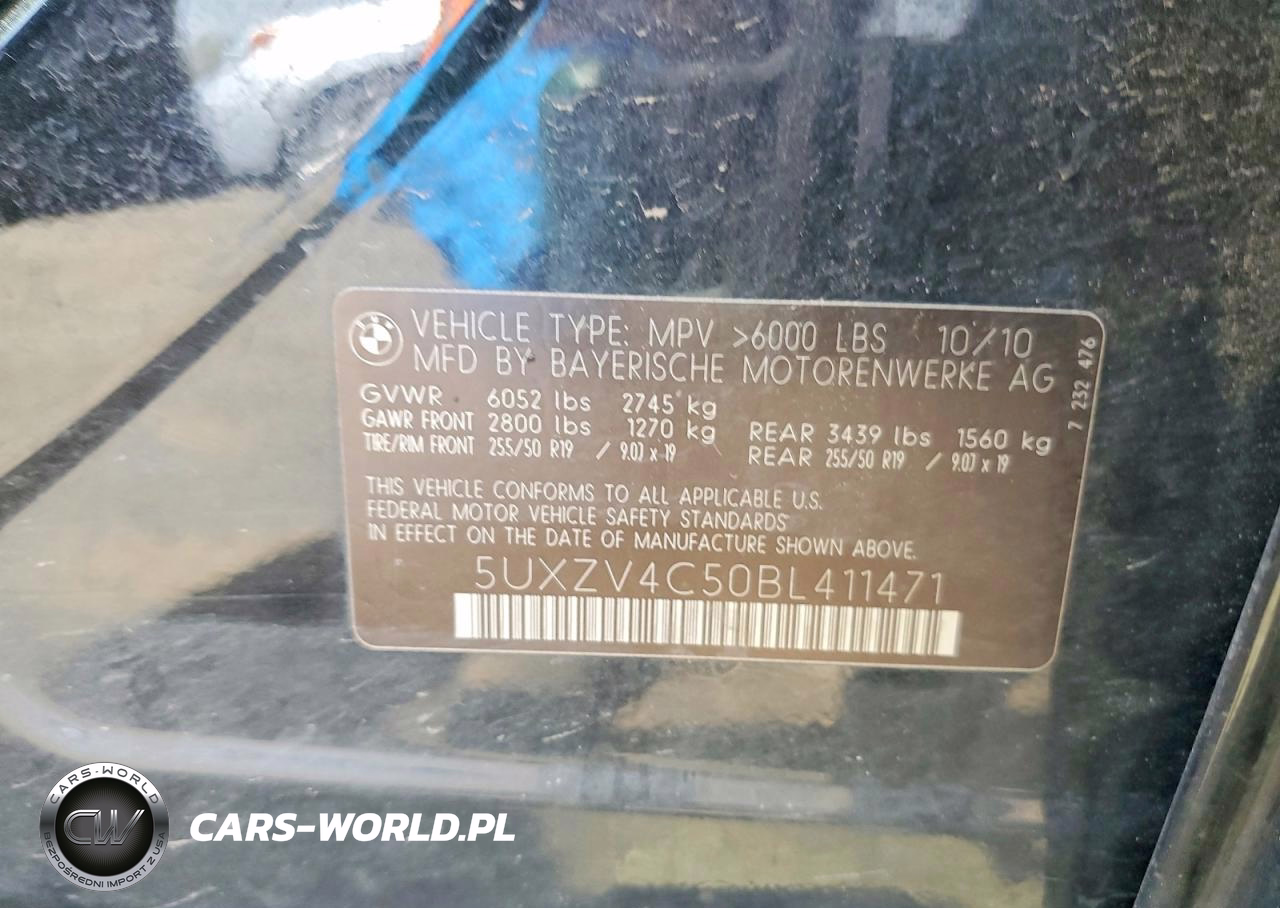 VEHICLE TYPE: MPV >6000 LBS 10/10
MFD BY BAYERISCHE MOTORENWERKE AG
GVWR 6052 lbs 2745 kg
GAWR FRONT 2800 lbs 1270 kg REAR 3439 lbs 1560 kg
TIRE/RIM FRONT 255/50 R19 / 9.0J x 19 REAR 255/50 R19 / 9.0J x 19
7 232 476
THIS VEHICLE CONFORMS TO ALL APPLICABLE U.S.
FEDERAL MOTOR VEHICLE SAFETY STANDARDS
IN EFFECT ON THE DATE OF MANUFACTURE SHOWN ABOVE.
5UXZV4C50BL411471
CARS-WORLD
CW
BEZPOŚREDNI IMPORT Z USA
CARS-WORLD.PL